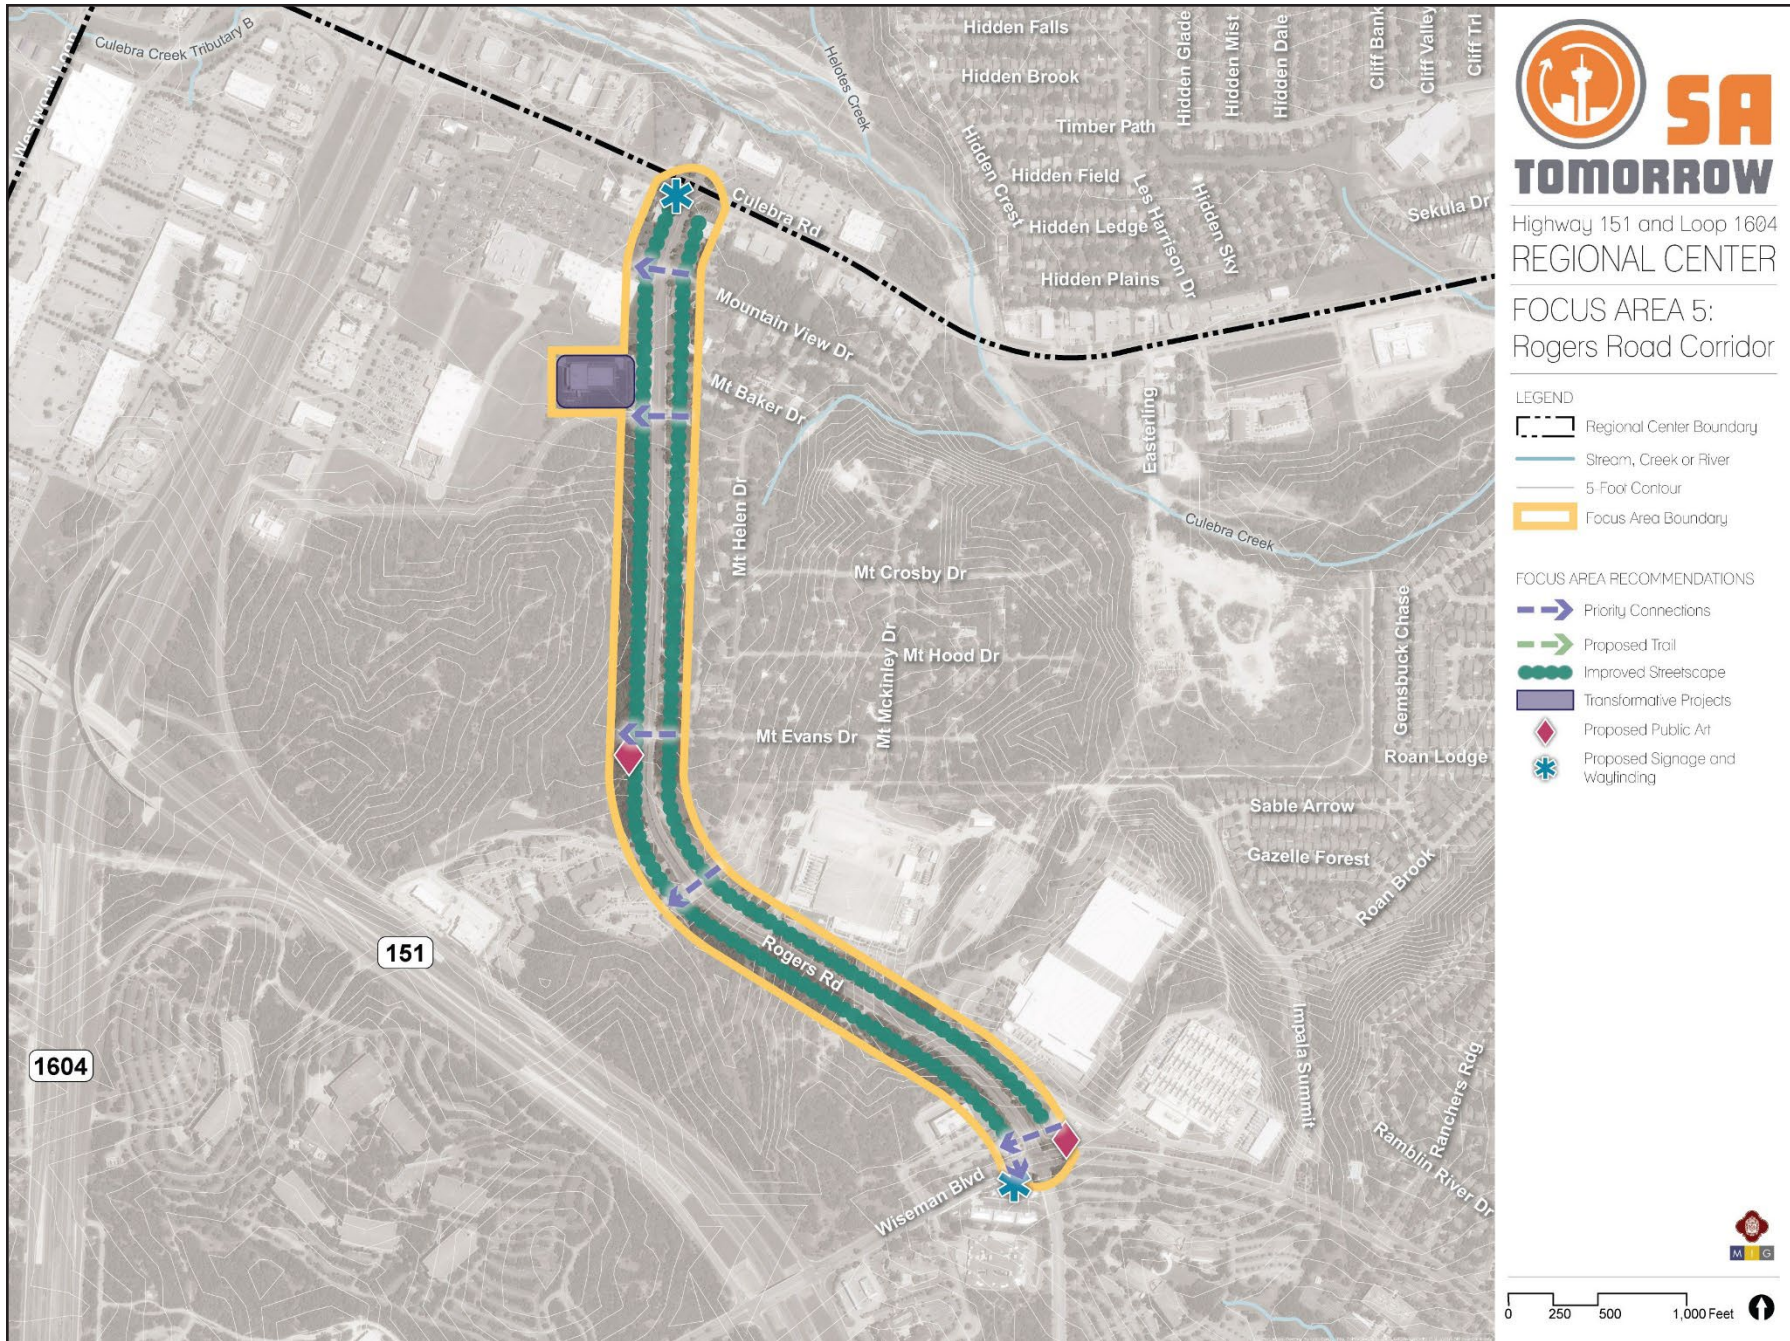 Culebra Creek Tributary B
Westwood Loop
Helotes Creek
Hidden Falls
Hidden Brook
Hidden Glade
Hidden Mist
Hidden Dale
Cliff Bank
Cliff Valley
Cliff Trl
Timber Path
Hidden Crest
Hidden Field
Les Harrison Dr
Hidden Sky
Hidden Ledge
Sekula Dr
Hidden Plains
Culebra Rd
Mountain View Dr
Mt Baker Dr
Easterling
Mt Helen Dr
Culebra Creek
Mt Crosby Dr
Mt Mckinley Dr
Mt Hood Dr
Gemsbuck Chase
Mt Evans Dr
Roan Lodge
Sable Arrow
Gazelle Forest
Roan Brook
151
Rogers Rd
1604
Impala Summit
Ranchers Rdg
Ramblin River Dr
Wiseman Blvd
SA
TOMORROW
Highway 151 and Loop 1604
REGIONAL CENTER
FOCUS AREA 5:
Rogers Road Corridor
LEGEND
Regional Center Boundary
Stream, Creek or River
5-Foot Contour
Focus Area Boundary
FOCUS AREA RECOMMENDATIONS
Priority Connections
Proposed Trail
Improved Streetscape
Transformative Projects
Proposed Public Art
Proposed Signage and
Wayfinding
M I G
0 250 500 1,000 Feet